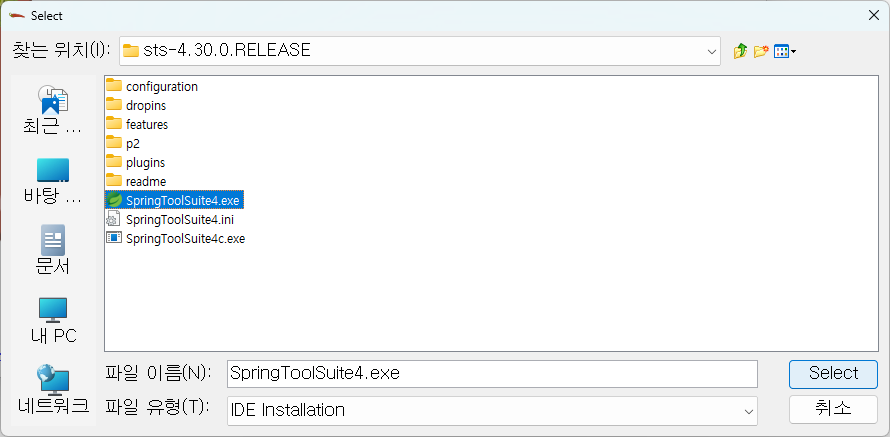 Select
찾는 위치(I):
sts-4.30.0.RELEASE
최근 ...
바탕 ...
문서
내 PC
네트워크
configuration
dropins
features
p2
plugins
readme
SpringToolSuite4.exe
SpringToolSuite4.ini
SpringToolSuite4c.exe
파일 이름(N):
SpringToolSuite4.exe
Select
파일 유형(T):
IDE Installation
취소